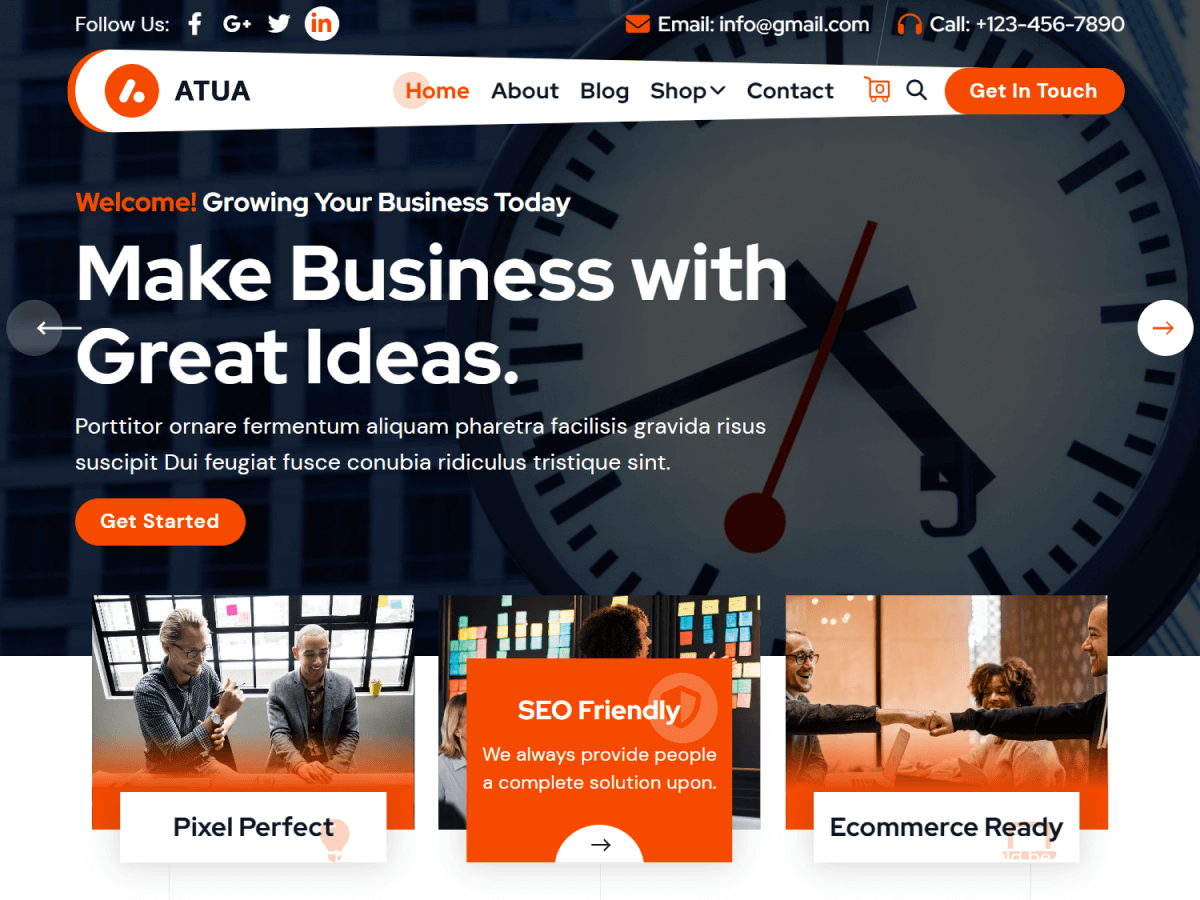 Follow Us:
Email: info@gmail.com
Call: +123-456-7890
ATUA
Home
About
Blog
Shop
Contact
0
Get In Touch
Welcome! Growing Your Business Today
Make Business with
Great Ideas.
Porttitor ornare fermentum aliquam pharetra facilisis gravida risus
suscipit Dui feugiat fusce conubia ridiculus tristique sint.
Get Started
Pixel Perfect
SEO Friendly
We always provide people
a complete solution upon.
Ecommerce Ready